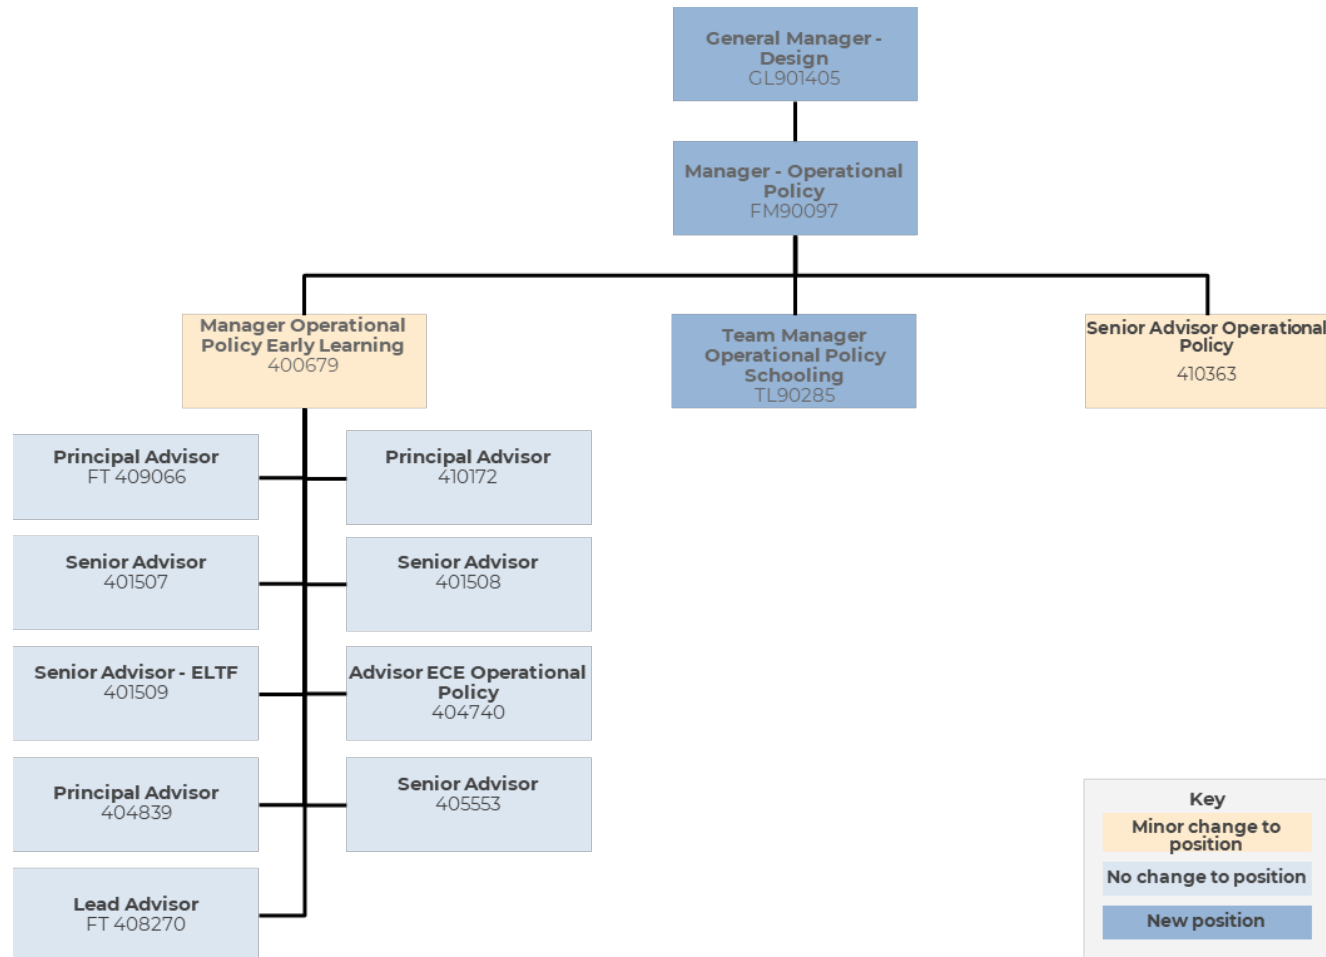 General Manager -
Design
GL901405
Manager - Operational
Policy
FM90097
Manager Operational
Policy Early Learning
400679
Team Manager
Operational Policy
Schooling
TL90285
Senior Advisor Operational
Policy
410363
Principal Advisor
FT 409066
Principal Advisor
410172
Senior Advisor
401507
Senior Advisor
401508
Senior Advisor - ELTF
401509
Advisor ECE Operational
Policy
404740
Principal Advisor
404839
Senior Advisor
405553
Lead Advisor
FT 408270
Key
Minor change to
position
No change to position
New position